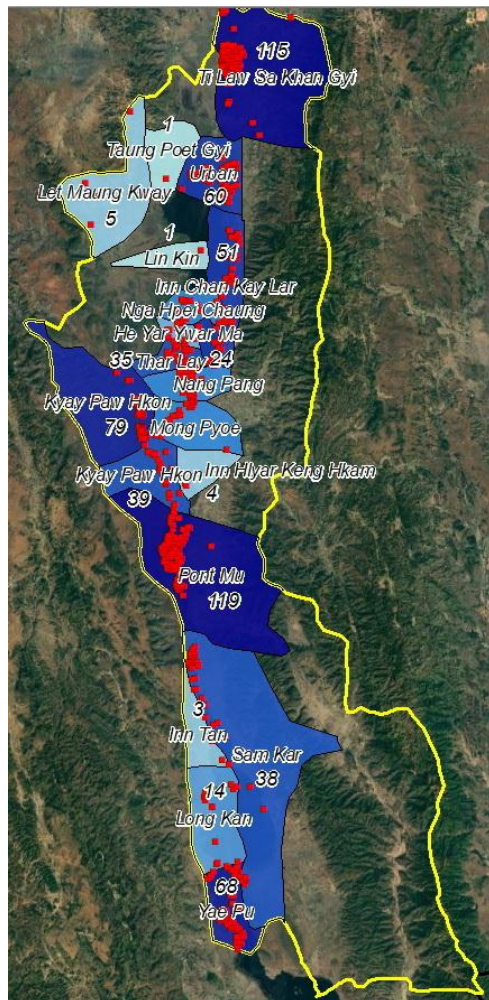 115
Ti Law Sa Khan Gyi
1
Taung Poet Gyi
Urban
60
Let Maung Kway
5
1
Lin Kin
51
Inn Chan Kay Lar
Nga Hpei Chaung
He Yar Ywar Ma
35
Thar Lay
24
Nang Pang
Kyay Paw Hkon
79
Mong Pyoe
Kyay Paw Hkon
39
Inn Hlyar Keng Hkam
4
Pont Mu
119
3
Inn Tan
Sam Kar
38
14
Long Kan
68
Yae Pu